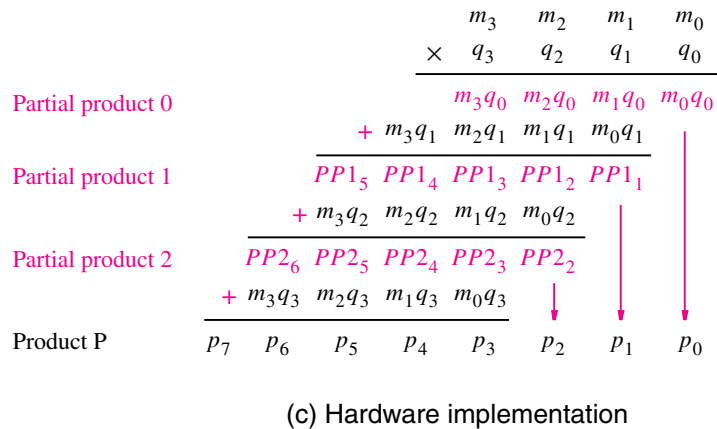 m₃ m₂ m₁ m₀
× q₃ q₂ q₁ q₀
Partial product 0 m₃q₀ m₂q₀ m₁q₀ m₀q₀
+ m₃q₁ m₂q₁ m₁q₁ m₀q₁
Partial product 1 PP1₅ PP1₄ PP1₃ PP1₂ PP1₁
+ m₃q₂ m₂q₂ m₁q₂ m₀q₂
Partial product 2 PP2₆ PP2₅ PP2₄ PP2₃ PP2₂
+ m₃q₃ m₂q₃ m₁q₃ m₀q₃
Product P p₇ p₆ p₅ p₄ p₃ p₂ p₁ p₀
(c) Hardware implementation